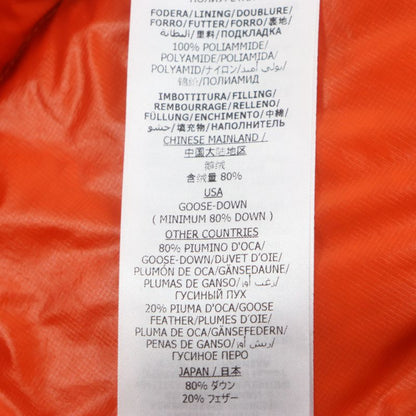 FODERA/LINING/DOUBLURE/
FORRO/FUTTER/FORRO/裏地/
البطانة/里料/ПОДКЛАДКА
100% POLIAMMIDE/
POLYAMIDE/POLIAMIDA/
POLYAMID/ナイロン/بولي أميد/
锦纶/ПОЛИАМИД
IMBOTTITURA/FILLING/
REMBOURRAGE/RELLENO/
FÜLLUNG/ENCHIMENTO/中綿/
حشو/填充物/НАПОЛНИТЕЛЬ
CHINESE MAINLAND/
中国大陆地区
鹅绒
含绒量 80%
USA
GOOSE-DOWN
( MINIMUM 80% DOWN )
OTHER COUNTRIES
80% PIUMINO D'OCA/
GOOSE-DOWN/DUVET D'OIE/
PLUMÓN DE OCA/GÄNSEDAUNE/
PLUMAS DE GANSO/زغب أوز/
ГУСИНЫЙ ПУХ
20% PIUMA D'OCA/GOOSE
FEATHER/PLUMES D'OIE/
PLUMA DE OCA/GÄNSEFEDERN/
PENAS DE GANSO/ريش أوز/
ГУСИНОЕ ПЕРО
JAPAN / 日本
80% ダウン
20% フェザー